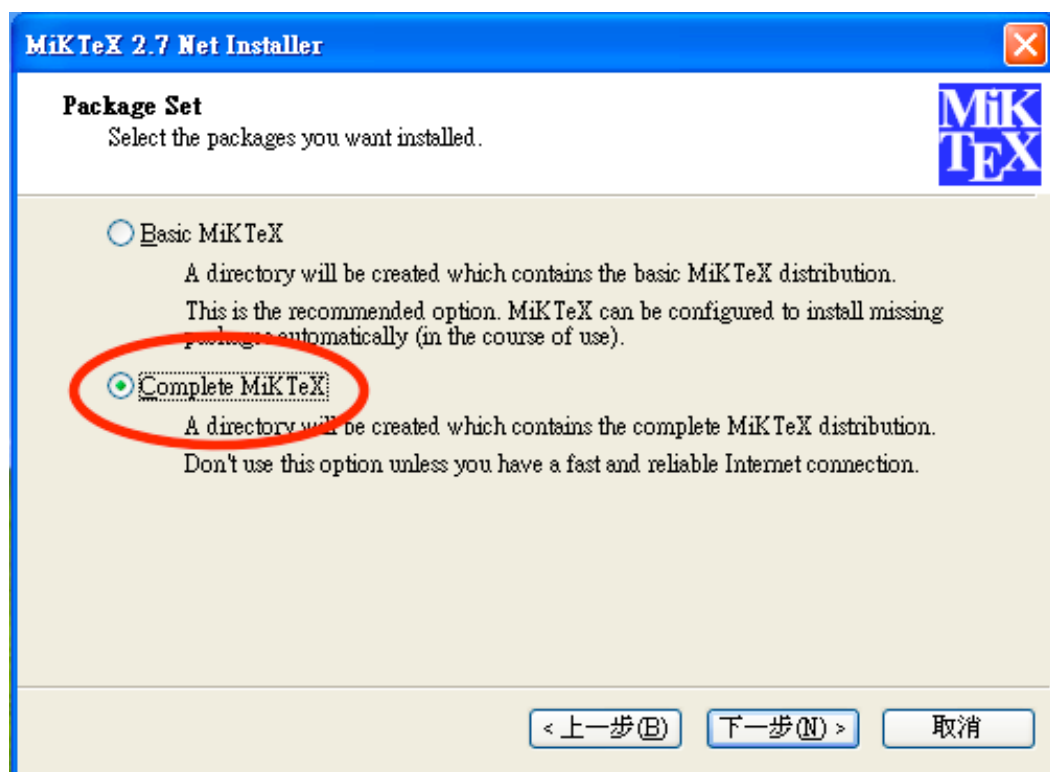 MiKTeX 2.7 Net Installer
Package Set
Select the packages you want installed.
MiK
TEX
Basic MiKTeX
A directory will be created which contains the basic MiKTeX distribution.
This is the recommended option. MiKTeX can be configured to install missing
packages automatically (in the course of use).
Complete MiKTeX
A directory will be created which contains the complete MiKTeX distribution.
Don't use this option unless you have a fast and reliable Internet connection.
<上一步(B)
下一步(N)>
取消